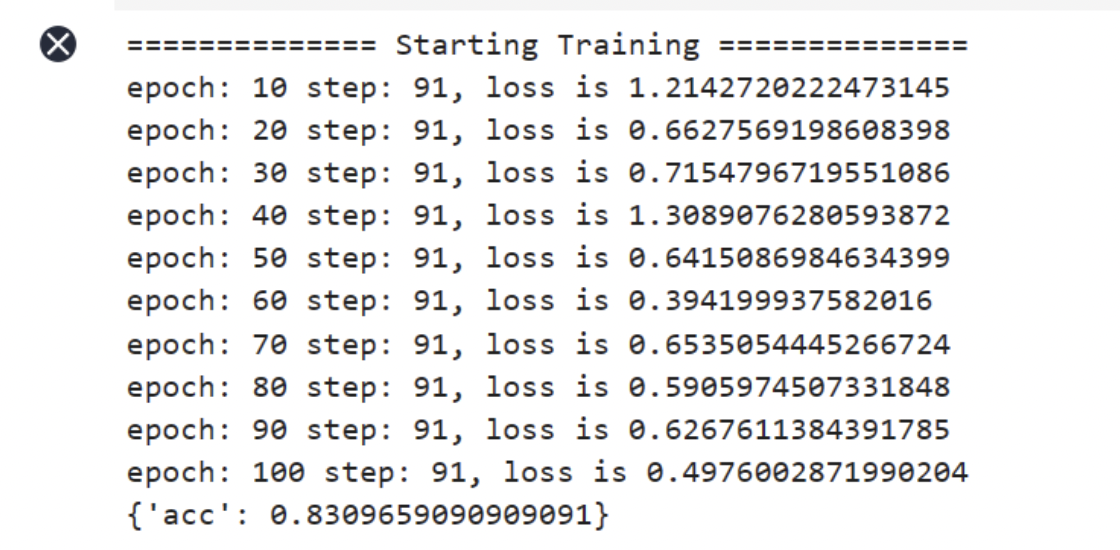 ============== Starting Training ==============
epoch: 10 step: 91, loss is 1.2142720222473145
epoch: 20 step: 91, loss is 0.6627569198608398
epoch: 30 step: 91, loss is 0.7154796719551086
epoch: 40 step: 91, loss is 1.3089076280593872
epoch: 50 step: 91, loss is 0.6415086984634399
epoch: 60 step: 91, loss is 0.394199937582016
epoch: 70 step: 91, loss is 0.6535054445266724
epoch: 80 step: 91, loss is 0.5905974507331848
epoch: 90 step: 91, loss is 0.6267611384391785
epoch: 100 step: 91, loss is 0.4976002871990204
{'acc': 0.8309659090909091}